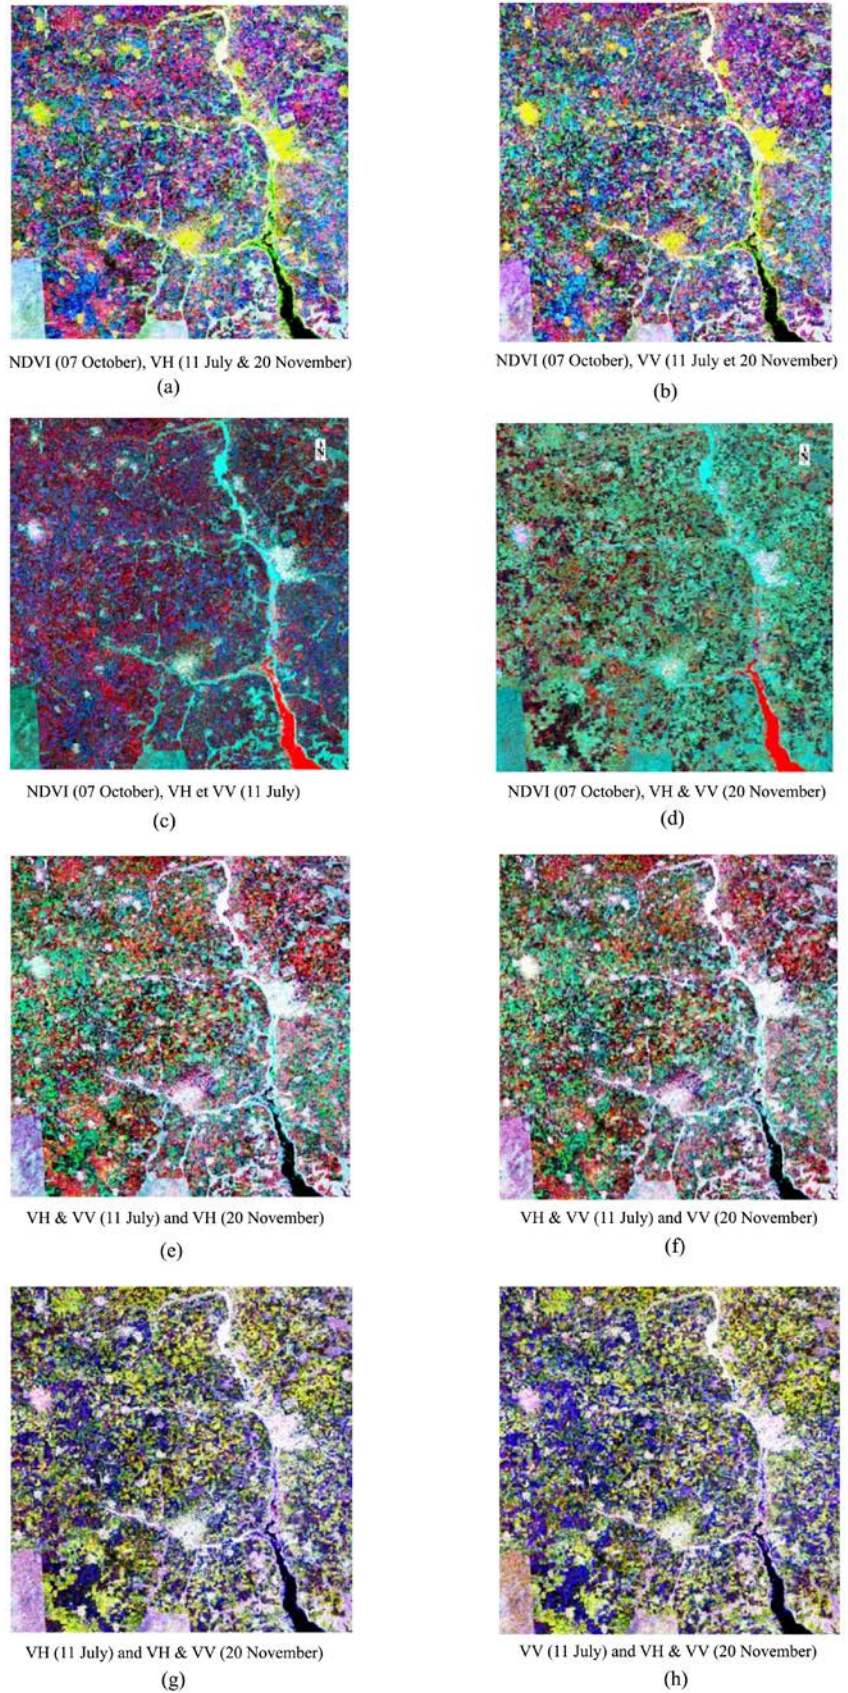 NDVI (07 October), VH (11 July & 20 November)
(a)
NDVI (07 October), VV (11 July et 20 November)
(b)
N
NDVI (07 October), VH et VV (11 July)
(c)
N
NDVI (07 October), VH & VV (20 November)
(d)
VH & VV (11 July) and VH (20 November)
(e)
VH & VV (11 July) and VV (20 November)
(f)
VH (11 July) and VH & VV (20 November)
(g)
VV (11 July) and VH & VV (20 November)
(h)